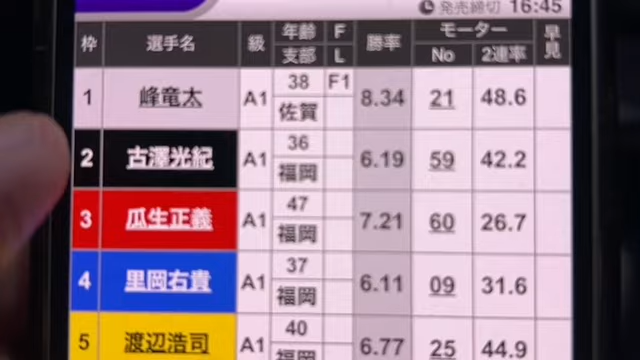 発売締切 16:45
枠 選手名 級 年齢 支部 F L 勝率 モーター No 2連率 早見
1 峰竜太 A1 38 佐賀 F1 8.34 21 48.6
2 古澤光紀 A1 36 福岡 6.19 59 42.2
3 瓜生正義 A1 47 福岡 7.21 60 26.7
4 里岡右貴 A1 37 福岡 6.11 09 31.6
5 渡辺浩司 A1 40 福岡 6.77 25 44.9